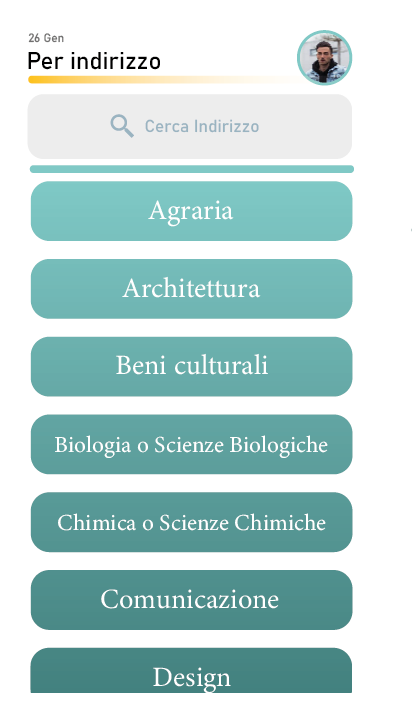 26 Gen
Per indirizzo
Cerca Indirizzo
Agraria
Architettura
Beni culturali
Biologia o Scienze Biologiche
Chimica o Scienze Chimiche
Comunicazione
Design